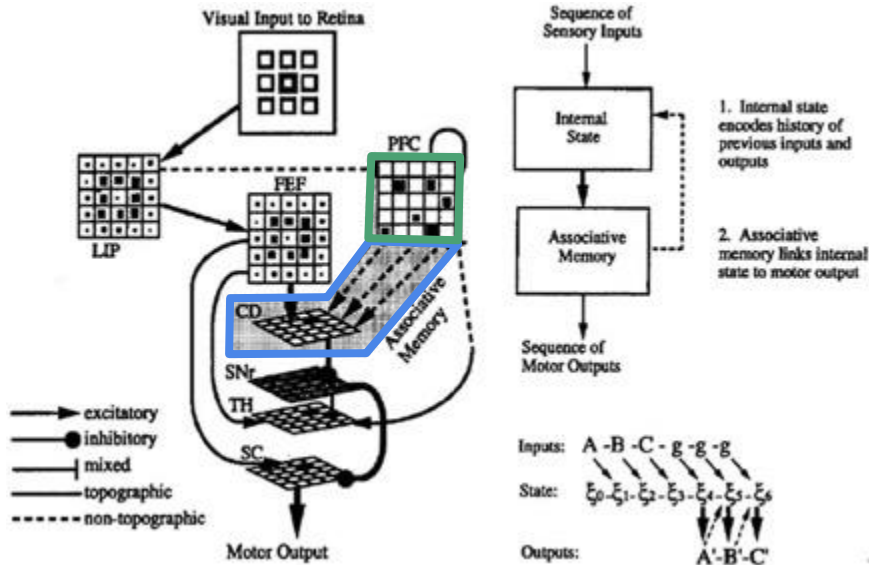 Visual Input to Retina
PFC
FEF
LIP
CD
Associative
Memory
SNr
TH
SC
excitatory
inhibitory
mixed
topographic
non-topographic
Motor Output
Sequence of
Sensory Inputs
Internal
State
1. Internal state
encodes history of
previous inputs and
outputs
Associative
Memory
2. Associative
memory links internal
state to motor output
Sequence of
Motor Outputs
Inputs: A -B -C - g -g -g
State: ξ0-ξ1-ξ2-ξ3-ξ4-ξ5-ξ6
Outputs: A'-B'-C'